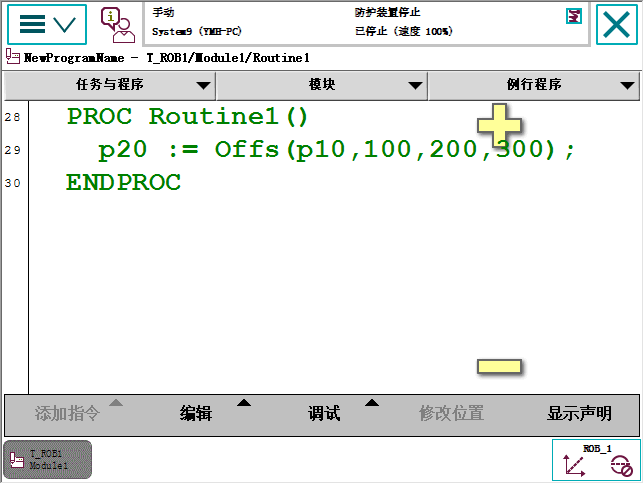 手动
防护装置停止
System9 (YMH-PC)
已停止 (速度 100%)
NewProgramName - T_ROB1/Module1/Routine1
任务与程序
模块
例行程序
28 PROC Routine1()
29 p20 := Offs(p10,100,200,300);
30 ENDPROC
添加指令
编辑
调试
修改位置
显示声明
T_ROB1
Module1
ROB_1